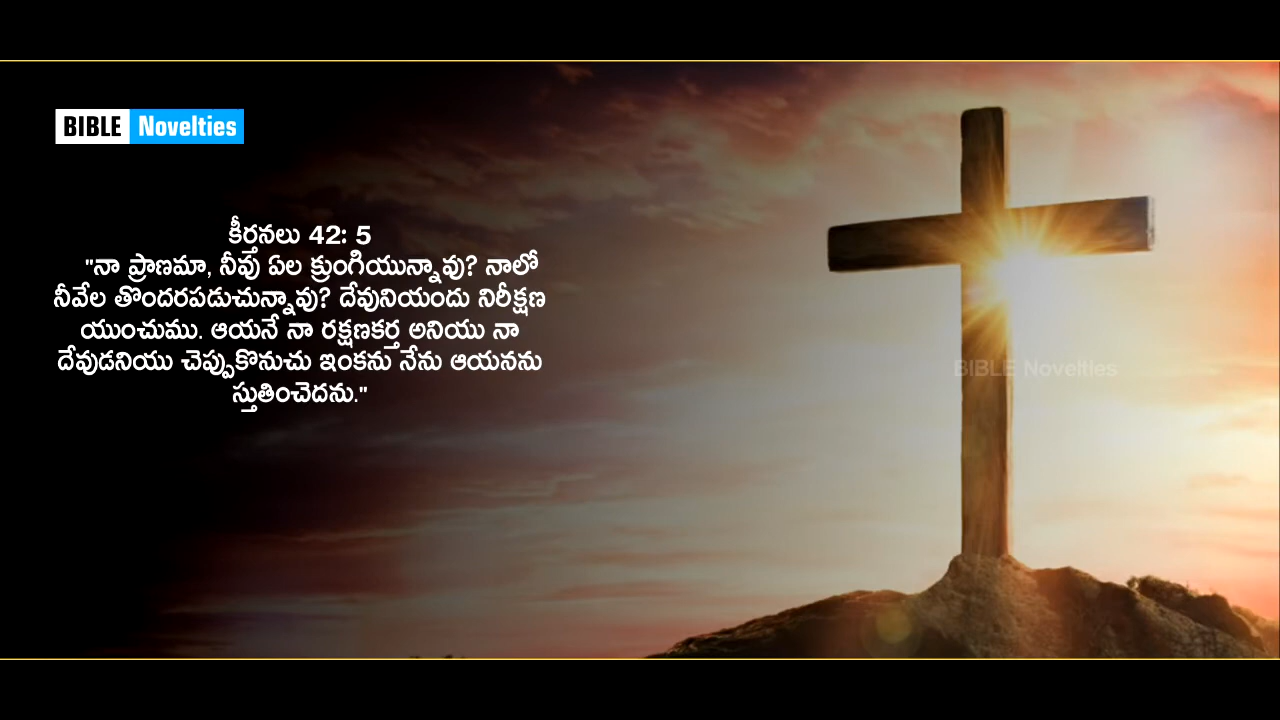 BIBLE Novelties
కీర్తనలు 42: 5
"నా ప్రాణమా, నీవు ఏల క్రుంగియున్నావు? నాలో
నీవేల తొందరపడుచున్నావు? దేవునియందు నిరీక్షణ
యుంచుము. ఆయనే నా రక్షణకర్త అనియు నా
దేవుడనియు చెప్పుకొనుచు ఇంకను నేను ఆయనను
స్తుతించెదను."
BIBLE Novelties